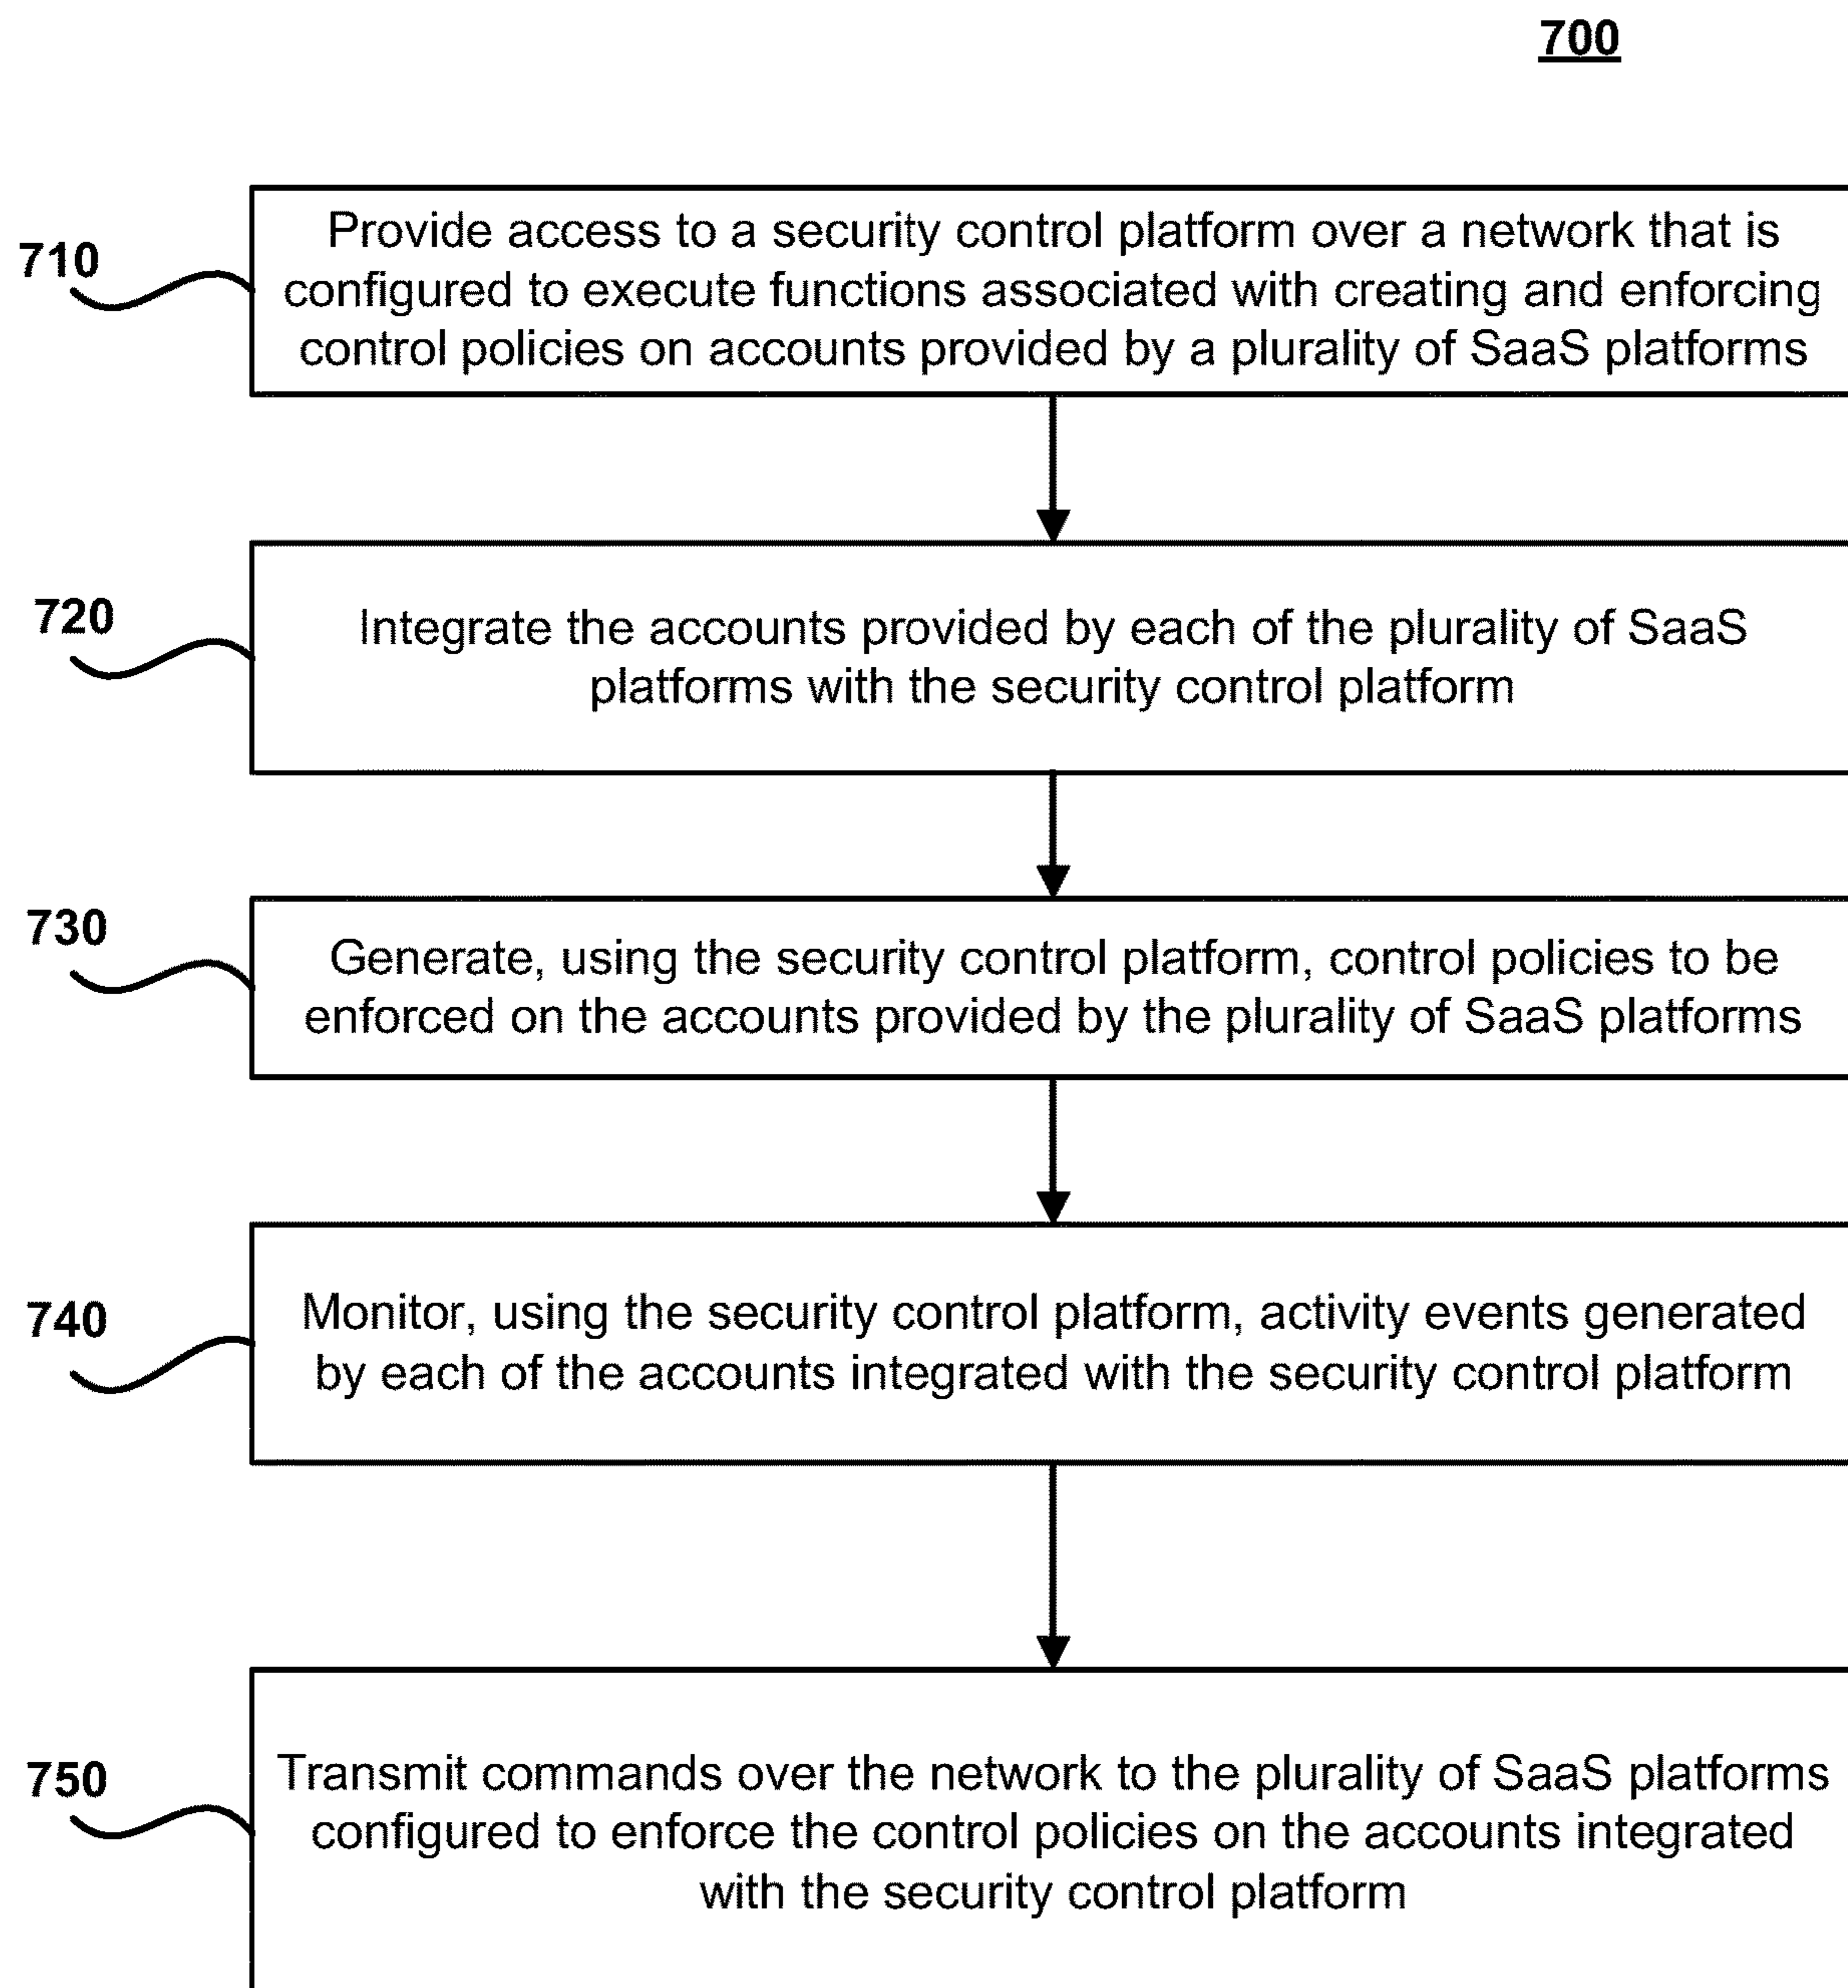 700
710
Provide access to a security control platform over a network that is
configured to execute functions associated with creating and enforcing
control policies on accounts provided by a plurality of SaaS platforms
720
Integrate the accounts provided by each of the plurality of SaaS
platforms with the security control platform
730
Generate, using the security control platform, control policies to be
enforced on the accounts provided by the plurality of SaaS platforms
740
Monitor, using the security control platform, activity events generated
by each of the accounts integrated with the security control platform
750
Transmit commands over the network to the plurality of SaaS platforms
configured to enforce the control policies on the accounts integrated
with the security control platform